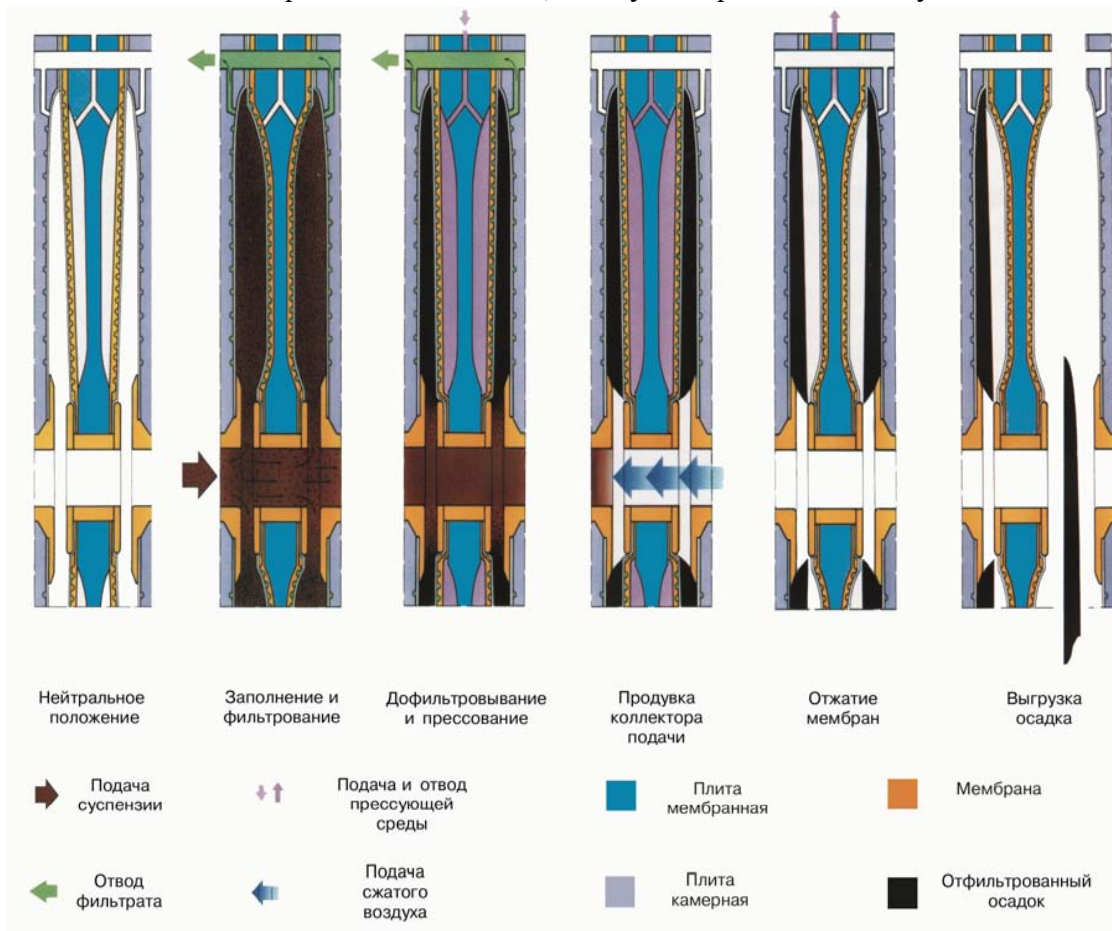 Нейтральное
положение
Заполнение и
фильтрование
Дофильтровывание
и прессование
Продувка
коллектора
подачи
Отжатие
мембран
Выгрузка
осадка
Подача
суспензии
Подача и отвод
прессующей
среды
Плита
мембранная
Мембрана
Отвод
фильтрата
Подача
сжатого
воздуха
Плита
камерная
Отфильтрованный
осадок